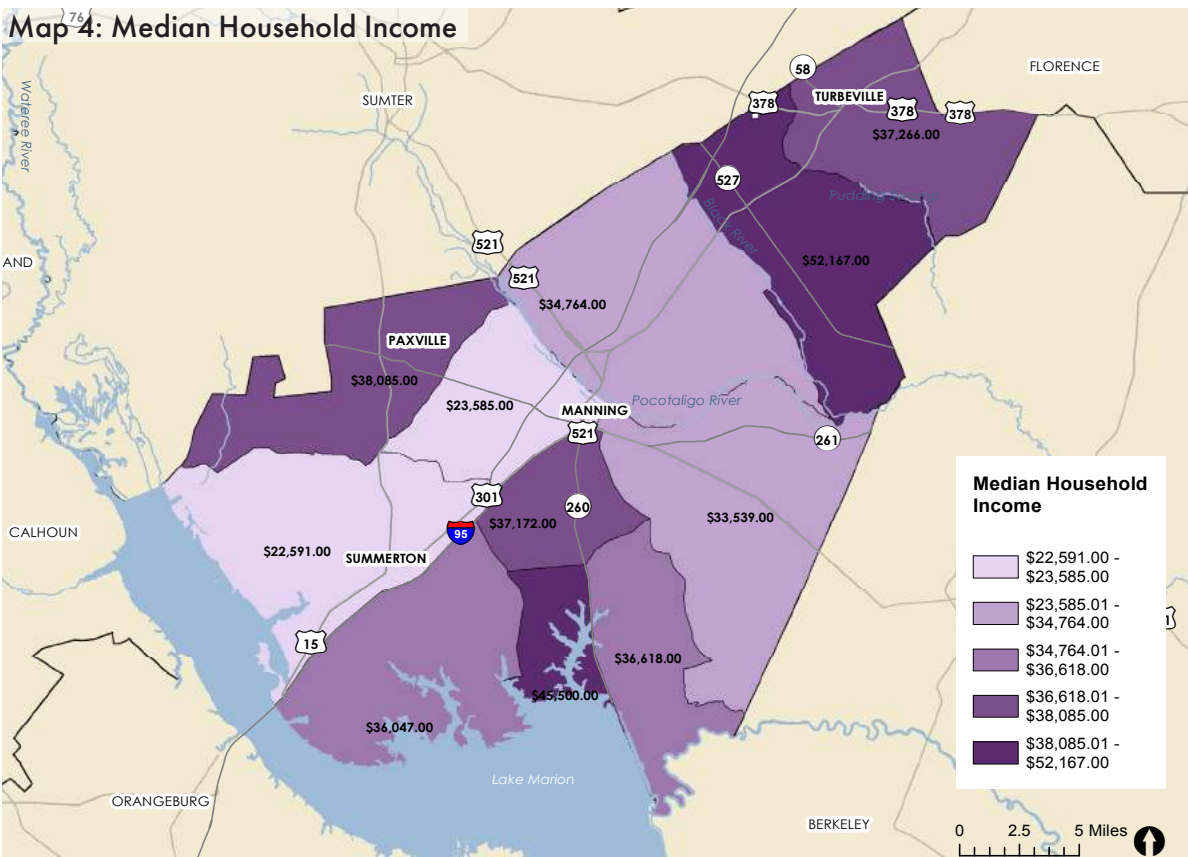 76
Map 4: Median Household Income
Wateree River
SUMTER
FLORENCE
58
TURBEVILLE
378
378
378
$37,266.00
527
Black River
521
AND
521
$52,167.00
$34,764.00
PAXVILLE
$38,085.00
$23,585.00
MANNING
Pocotaligo River
521
261
301
260
$37,172.00
$33,539.00
95
CALHOUN
$22,591.00
SUMMERTON
15
$36,618.00
$45,500.00
$36,047.00
Lake Marion
ORANGEBURG
BERKELEY
Median Household
Income
$22,591.00 -
$23,585.00
$23,585.01 -
$34,764.00
$34,764.01 -
$36,618.00
$36,618.01 -
$38,085.00
$38,085.01 -
$52,167.00
0 2.5 5 Miles